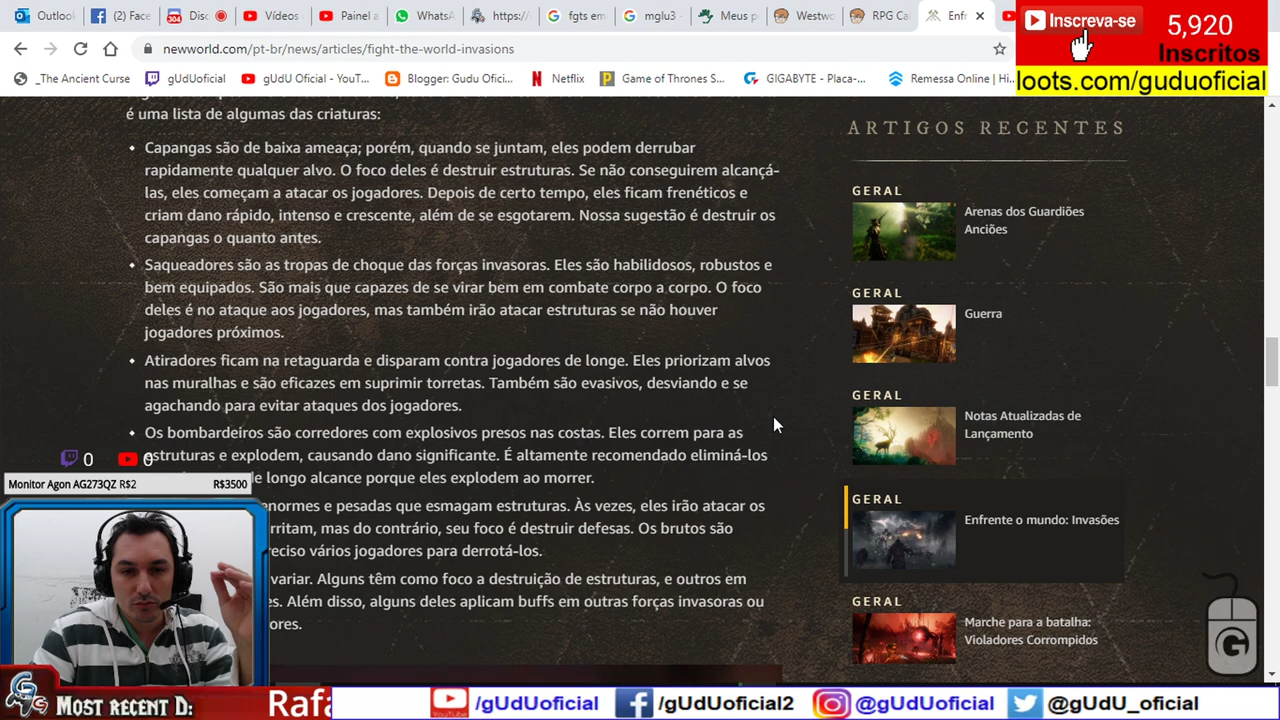 Outlook
(2) Face
304
Disc
Vídeos
Painel a
WhatsA
https:/
fgts em
mglu3
Meus p
Westwo
RPG Ca
Enfr
newworld.com/pt-br/news/articles/fight-the-world-invasions
_The Ancient Curse
gUdUoficial
gUdU Oficial - YouT...
Blogger: Gudu Ofici...
Netflix
Game of Thrones S...
GIGABYTE - Placa-...
Remessa Online | Hi...
Inscreva-se
5,920
Inscritos
loots.com/guduoficial
é uma lista de algumas das criaturas:
Capangas são de baixa ameaça; porém, quando se juntam, eles podem derrubar
rapidamente qualquer alvo. O foco deles é destruir estruturas. Se não conseguirem alcançá-
las, eles começam a atacar os jogadores. Depois de certo tempo, eles ficam frenéticos e
criam dano rápido, intenso e crescente, além de se esgotarem. Nossa sugestão é destruir os
capangas o quanto antes.
Saqueadores são as tropas de choque das forças invasoras. Eles são habilidosos, robustos e
bem equipados. São mais que capazes de se virar bem em combate corpo a corpo. O foco
deles é no ataque aos jogadores, mas também irão atacar estruturas se não houver
jogadores próximos.
Atiradores ficam na retaguarda e disparam contra jogadores de longe. Eles priorizam alvos
nas muralhas e são eficazes em suprimir torretas. Também são evasivos, desviando e se
agachando para evitar ataques dos jogadores.
Os bombardeiros são corredores com explosivos presos nas costas. Eles correm para as
estruturas e explodem, causando dano significante. É altamente recomendado eliminá-los
de longo alcance porque eles explodem ao morrer.
enormes e pesadas que esmagam estruturas. Às vezes, eles irão atacar os
irritam, mas do contrário, seu foco é destruir defesas. Os brutos são
preciso vários jogadores para derrotá-los.
variar. Alguns têm como foco a destruição de estruturas, e outros em
es. Além disso, alguns deles aplicam buffs em outras forças invasoras ou
ores.
ARTIGOS RECENTES
GERAL
Arenas dos Guardiões
Anciões
GERAL
Guerra
GERAL
Notas Atualizadas de
Lançamento
GERAL
Enfrente o mundo: Invasões
GERAL
Marche para a batalha:
Violadores Corrompidos
0
0
Monitor Agon AG273QZ R$2
R$3500
G
MOST RECENT D:
Rafa
/gUdUoficial
/gUdUoficial2
@gUdUoficial
@gUdU_oficial